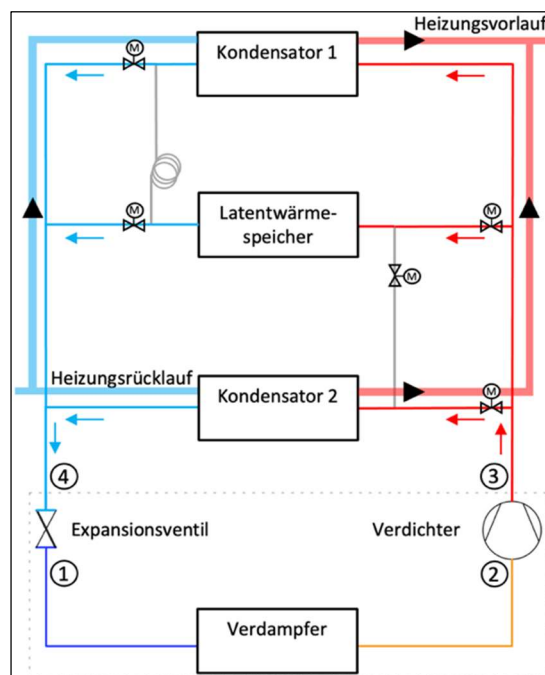 Heizungsvorlauf
M
Kondensator 1
M
Latentwärme-
speicher
M
M
Heizungsrücklauf
Kondensator 2
M
④
③
Expansionsventil
Verdichter
①
②
Verdampfer